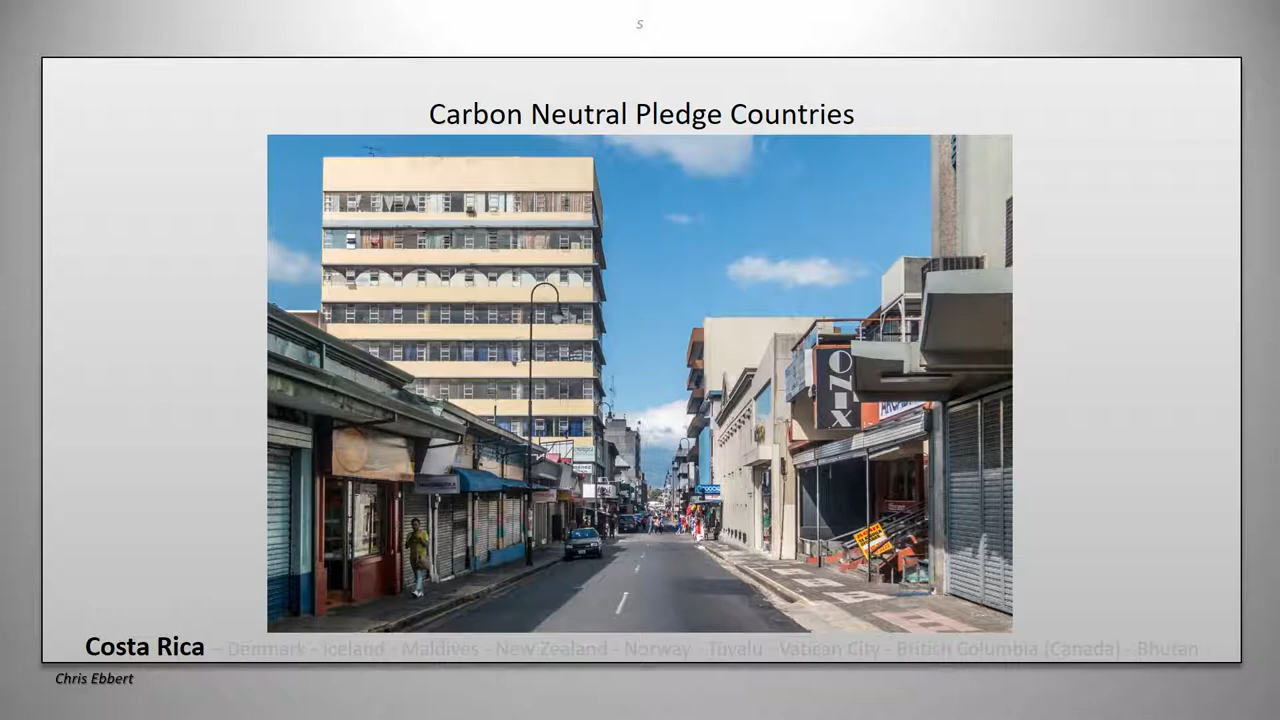 s
Carbon Neutral Pledge Countries
ONIX
Costa Rica – Denmark - Iceland - Maldives - New Zealand - Norway - Tuvalu - Vatican City - British Columbia (Canada) - Bhutan
Chris Ebbert